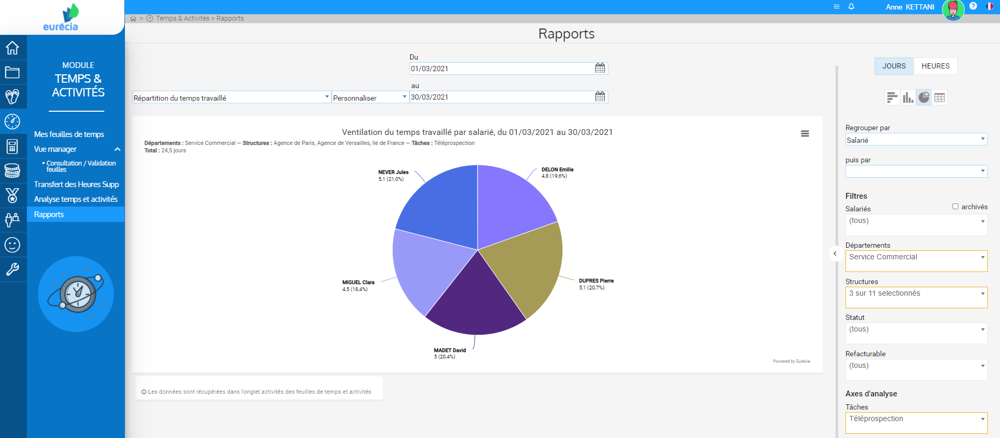 eurécia
Anne KETTANI
> Temps & Activités > Rapports
Rapports
MODULE
TEMPS &
ACTIVITÉS
Mes feuilles de temps
Vue manager
• Consultation / Validation
feuilles
Transfert des Heures Supp
Analyse temps et activités
Rapports
Du
01/03/2021
au
Répartition du temps travaillé
Personnaliser
30/03/2021
Ventilation du temps travaillé par salarié, du 01/03/2021 au 30/03/2021
Départements : Service Commercial — Structures : Agence de Paris, Agence de Versailles, Ile de France — Tâches : Téléprospection
Total : 24,5 jours
NEVER Jules
5,1 (21,0%)
DELON Emilie
4,8 (19,6%)
MIGUEL Clara
4,5 (18,4%)
DUPRES Pierre
5,1 (20,7%)
MADET David
5 (20,4%)
Powered by Eurécia
Les données sont récupérées dans l'onglet activités des feuilles de temps et activités
JOURS
HEURES
Regrouper par
Salarié
puis par
Filtres
archivés
Salariés
(tous)
Départements
Service Commercial
Structures
3 sur 11 selectionnés
Statut
(tous)
Refacturable
(tous)
Axes d'analyse
Tâches
Téléprospection